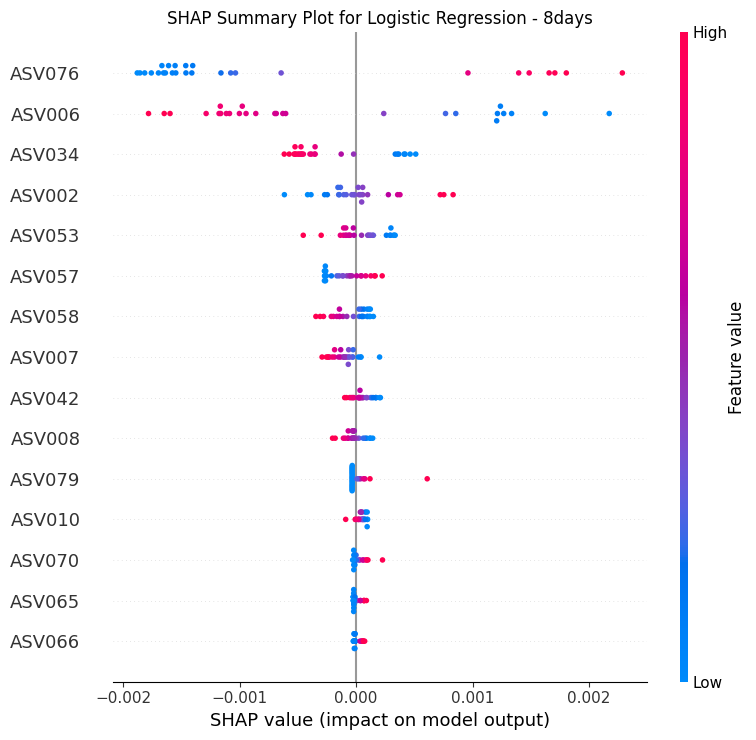 SHAP Summary Plot for Logistic Regression - 8days
High
ASV076
ASV006
ASV034
ASV002
ASV053
ASV057
ASV058
ASV007
ASV042
ASV008
ASV079
ASV010
ASV070
ASV065
ASV066
Feature value
Low
−0.002 −0.001 0.000 0.001 0.002
SHAP value (impact on model output)